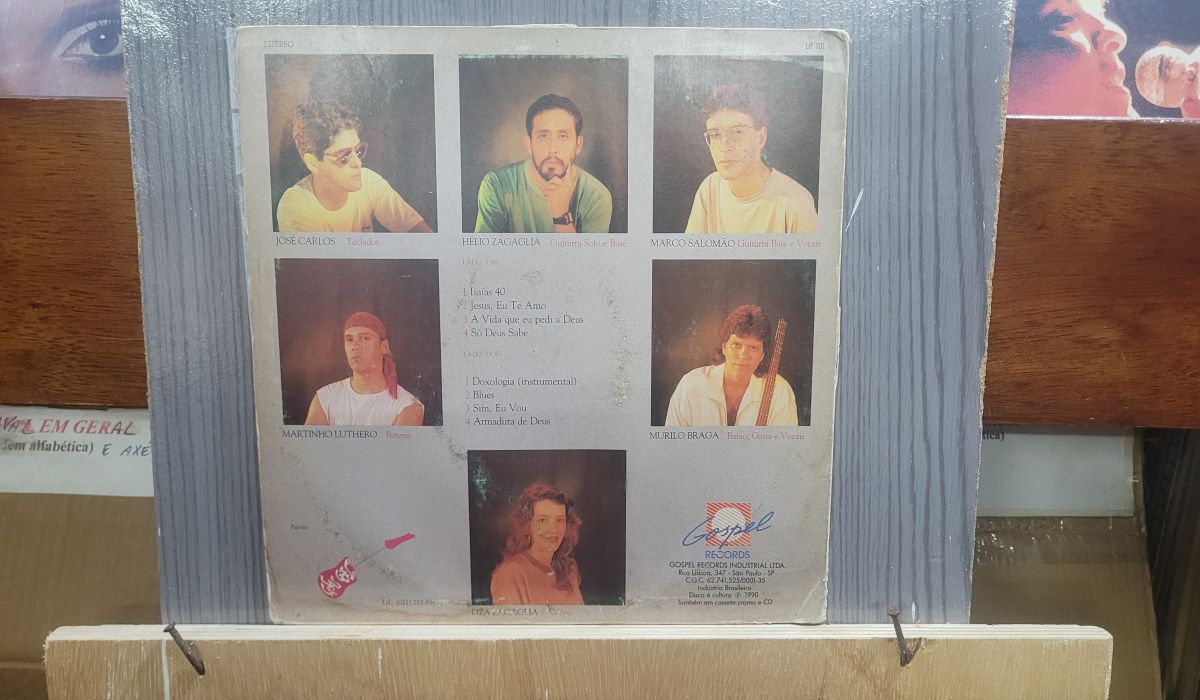 ESTÉREO
LP 101
JOSÉ CARLOS Teclados
HÉLIO ZAGAGLIA Guitarra Solo e Base
MARCO SALOMÃO Guitarra Base e Vocais
LADO UM
1 Isaías 40
2 Jesus, Eu Te Amo
3 A Vida que eu pedi a Deus
4 Só Deus Sabe
LADO DOIS
1 Doxologia (instrumental)
2 Blues
3 Sim, Eu Vou
4 Armadura de Deus
MARTINHO LUTHERO Bateria
MURILO BRAGA Baixo, Gaita e Vocais
LIZA ZAGAGLIA
Apoio:
Gospel
RECORDS
GOSPEL RECORDS INDUSTRIAL LTDA.
Rua Lisboa, 347 - São Paulo - SP
C.G.C. 62.741.525/0001-35
Indústria Brasileira
Disco é cultura ℗ 1990
Também em cassete cromo e CD
EM GERAL
em alfabética) E AXÉ
tica)